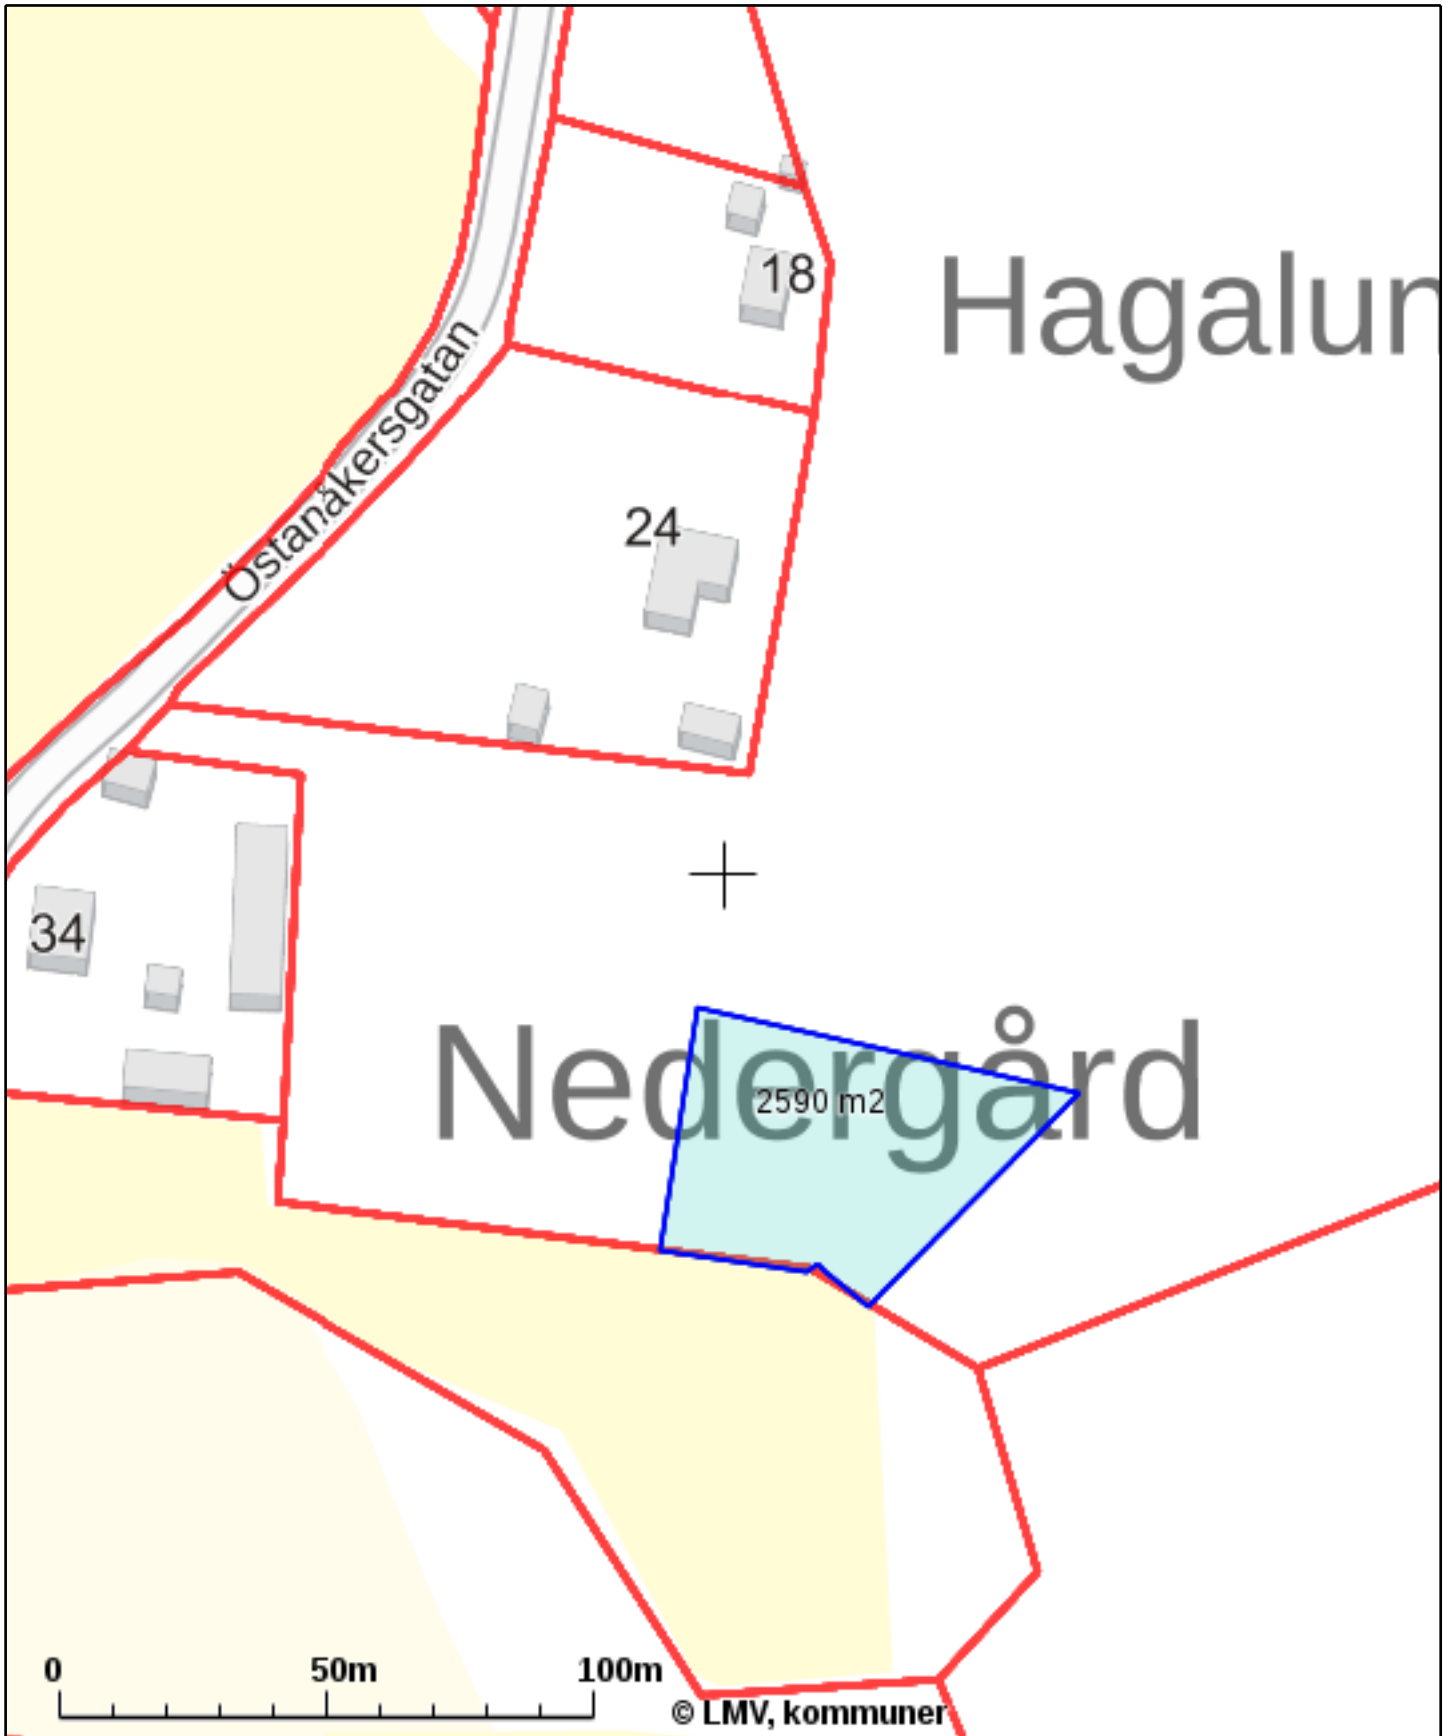 18
Hagalun
Östanåkersgatan
24
34
Nedergård
2590 m2
0 50m 100m
© LMV, kommuner